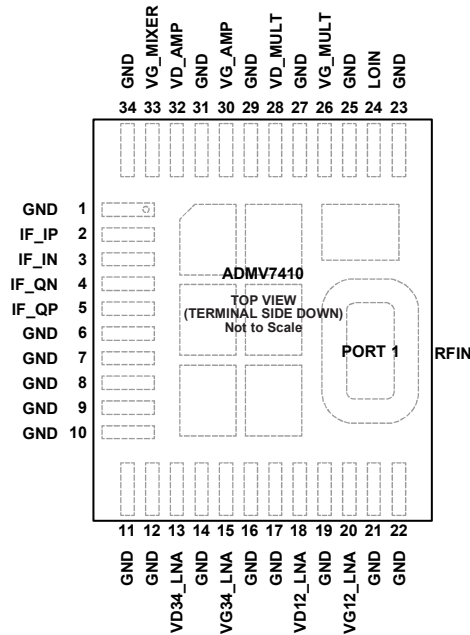 GND
VG_MIXER
VD_AMP
GND
VG_AMP
GND
VD_MULT
GND
VG_MULT
GND
LOIN
GND
34 33 32 31 30 29 28 27 26 25 24 23
GND 1
IF_IP 2
IF_IN 3
IF_QN 4
IF_QP 5
GND 6
GND 7
GND 8
GND 9
GND 10
ADMV7410
TOP VIEW
(TERMINAL SIDE DOWN)
Not to Scale
PORT 1
RFIN
11 12 13 14 15 16 17 18 19 20 21 22
GND
GND
VD34_LNA
GND
VG34_LNA
GND
GND
VD12_LNA
GND
VG12_LNA
GND
GND